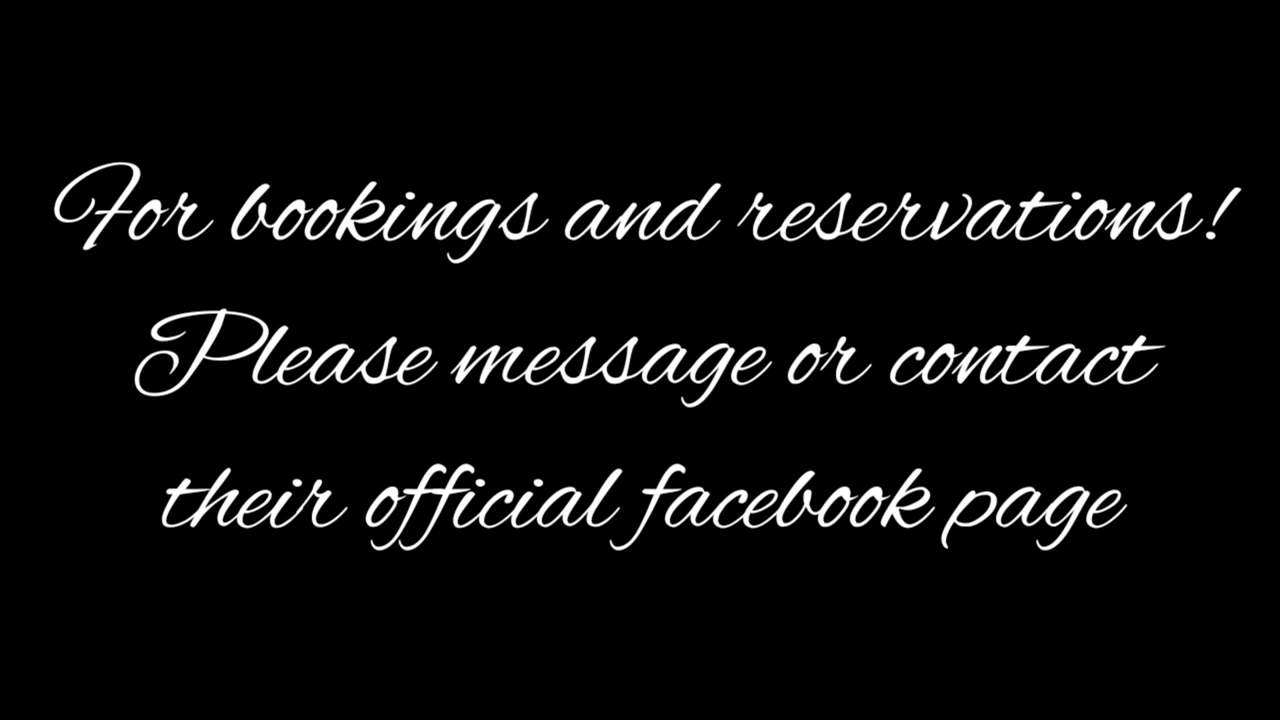 For bookings and reservations!
Please message or contact
their official facebook page